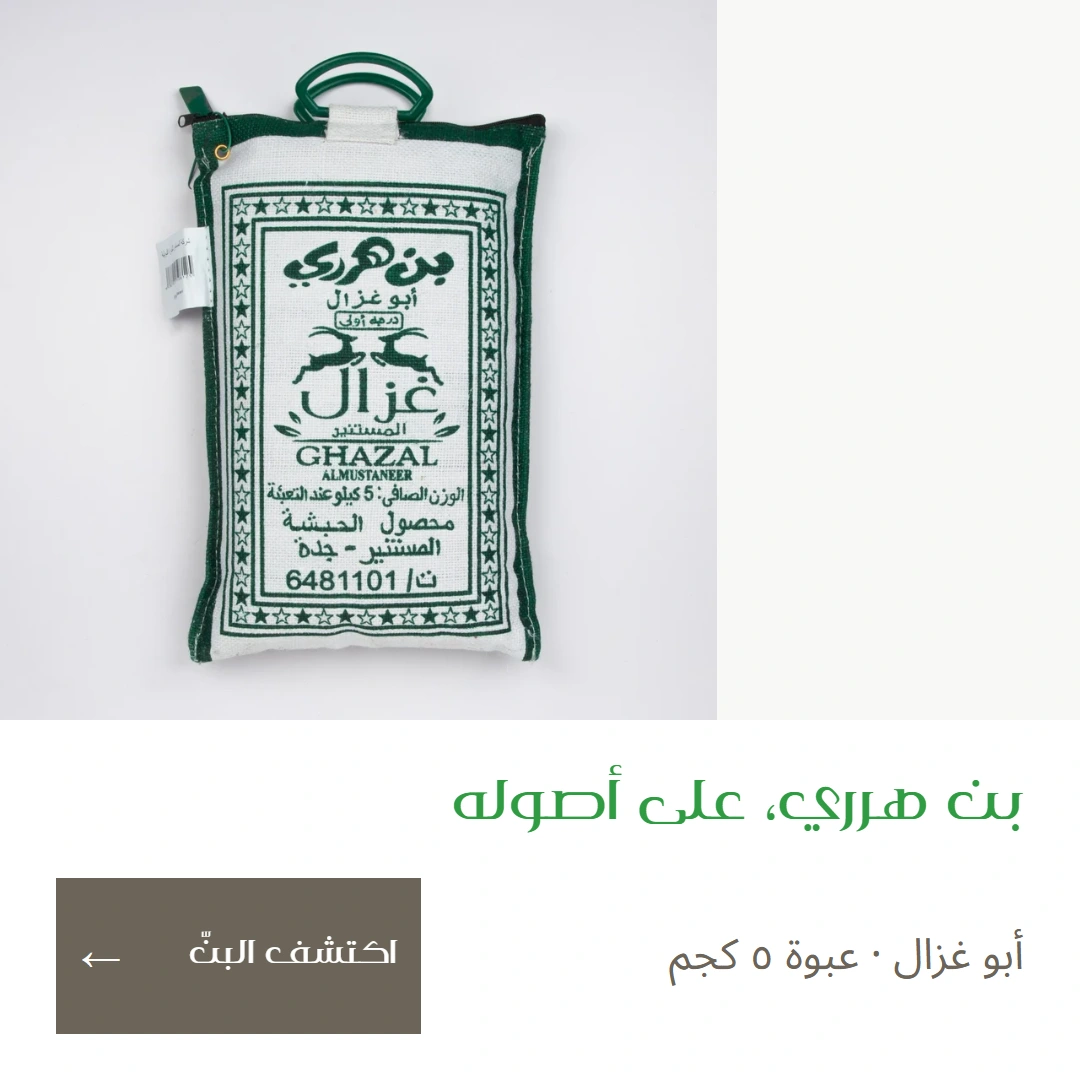 بن هرري
أبو غزال
درجه أولى
غزال
المستنير
GHAZAL
ALMUSTANEER
الوزن الصافي: 5 كيلو عند التعبئة
محصول الحبشة
المستنير - جدة
ت/ 6481101
بن هرري، على أصوله
أبو غزال · عبوة ٥ كجم
اكتشف البنّ ←